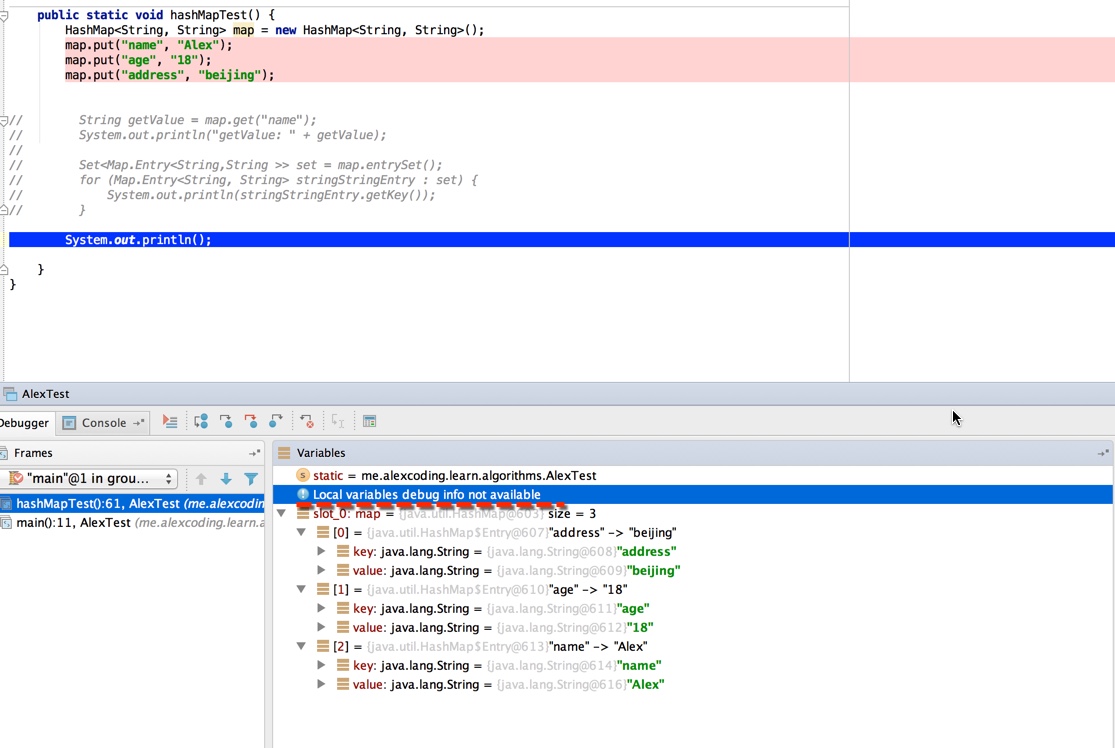 public static void hashMapTest() {
HashMap<String, String> map = new HashMap<String, String>();
map.put("name", "Alex");
map.put("age", "18");
map.put("address", "beijing");
// String getValue = map.get("name");
// System.out.println("getValue: " + getValue);
//
// Set<Map.Entry<String,String >> set = map.entrySet();
// for (Map.Entry<String, String> stringStringEntry : set) {
// System.out.println(stringStringEntry.getKey());
// }
System.out.println();
}
}
AlexTest
Debugger Console
Frames Variables
"main"@1 in grou...
static = me.alexcoding.learn.algorithms.AlexTest
hashMapTest():61, AlexTest (me.alexcodin
Local variables debug info not available
main():11, AlexTest (me.alexcoding.learn.a
slot_0: map = {java.util.HashMap@603} size = 3
[0] = {java.util.HashMap$Entry@607}"address" -> "beijing"
key: java.lang.String = {java.lang.String@608}"address"
value: java.lang.String = {java.lang.String@609}"beijing"
[1] = {java.util.HashMap$Entry@610}"age" -> "18"
key: java.lang.String = {java.lang.String@611}"age"
value: java.lang.String = {java.lang.String@612}"18"
[2] = {java.util.HashMap$Entry@613}"name" -> "Alex"
key: java.lang.String = {java.lang.String@614}"name"
value: java.lang.String = {java.lang.String@616}"Alex"